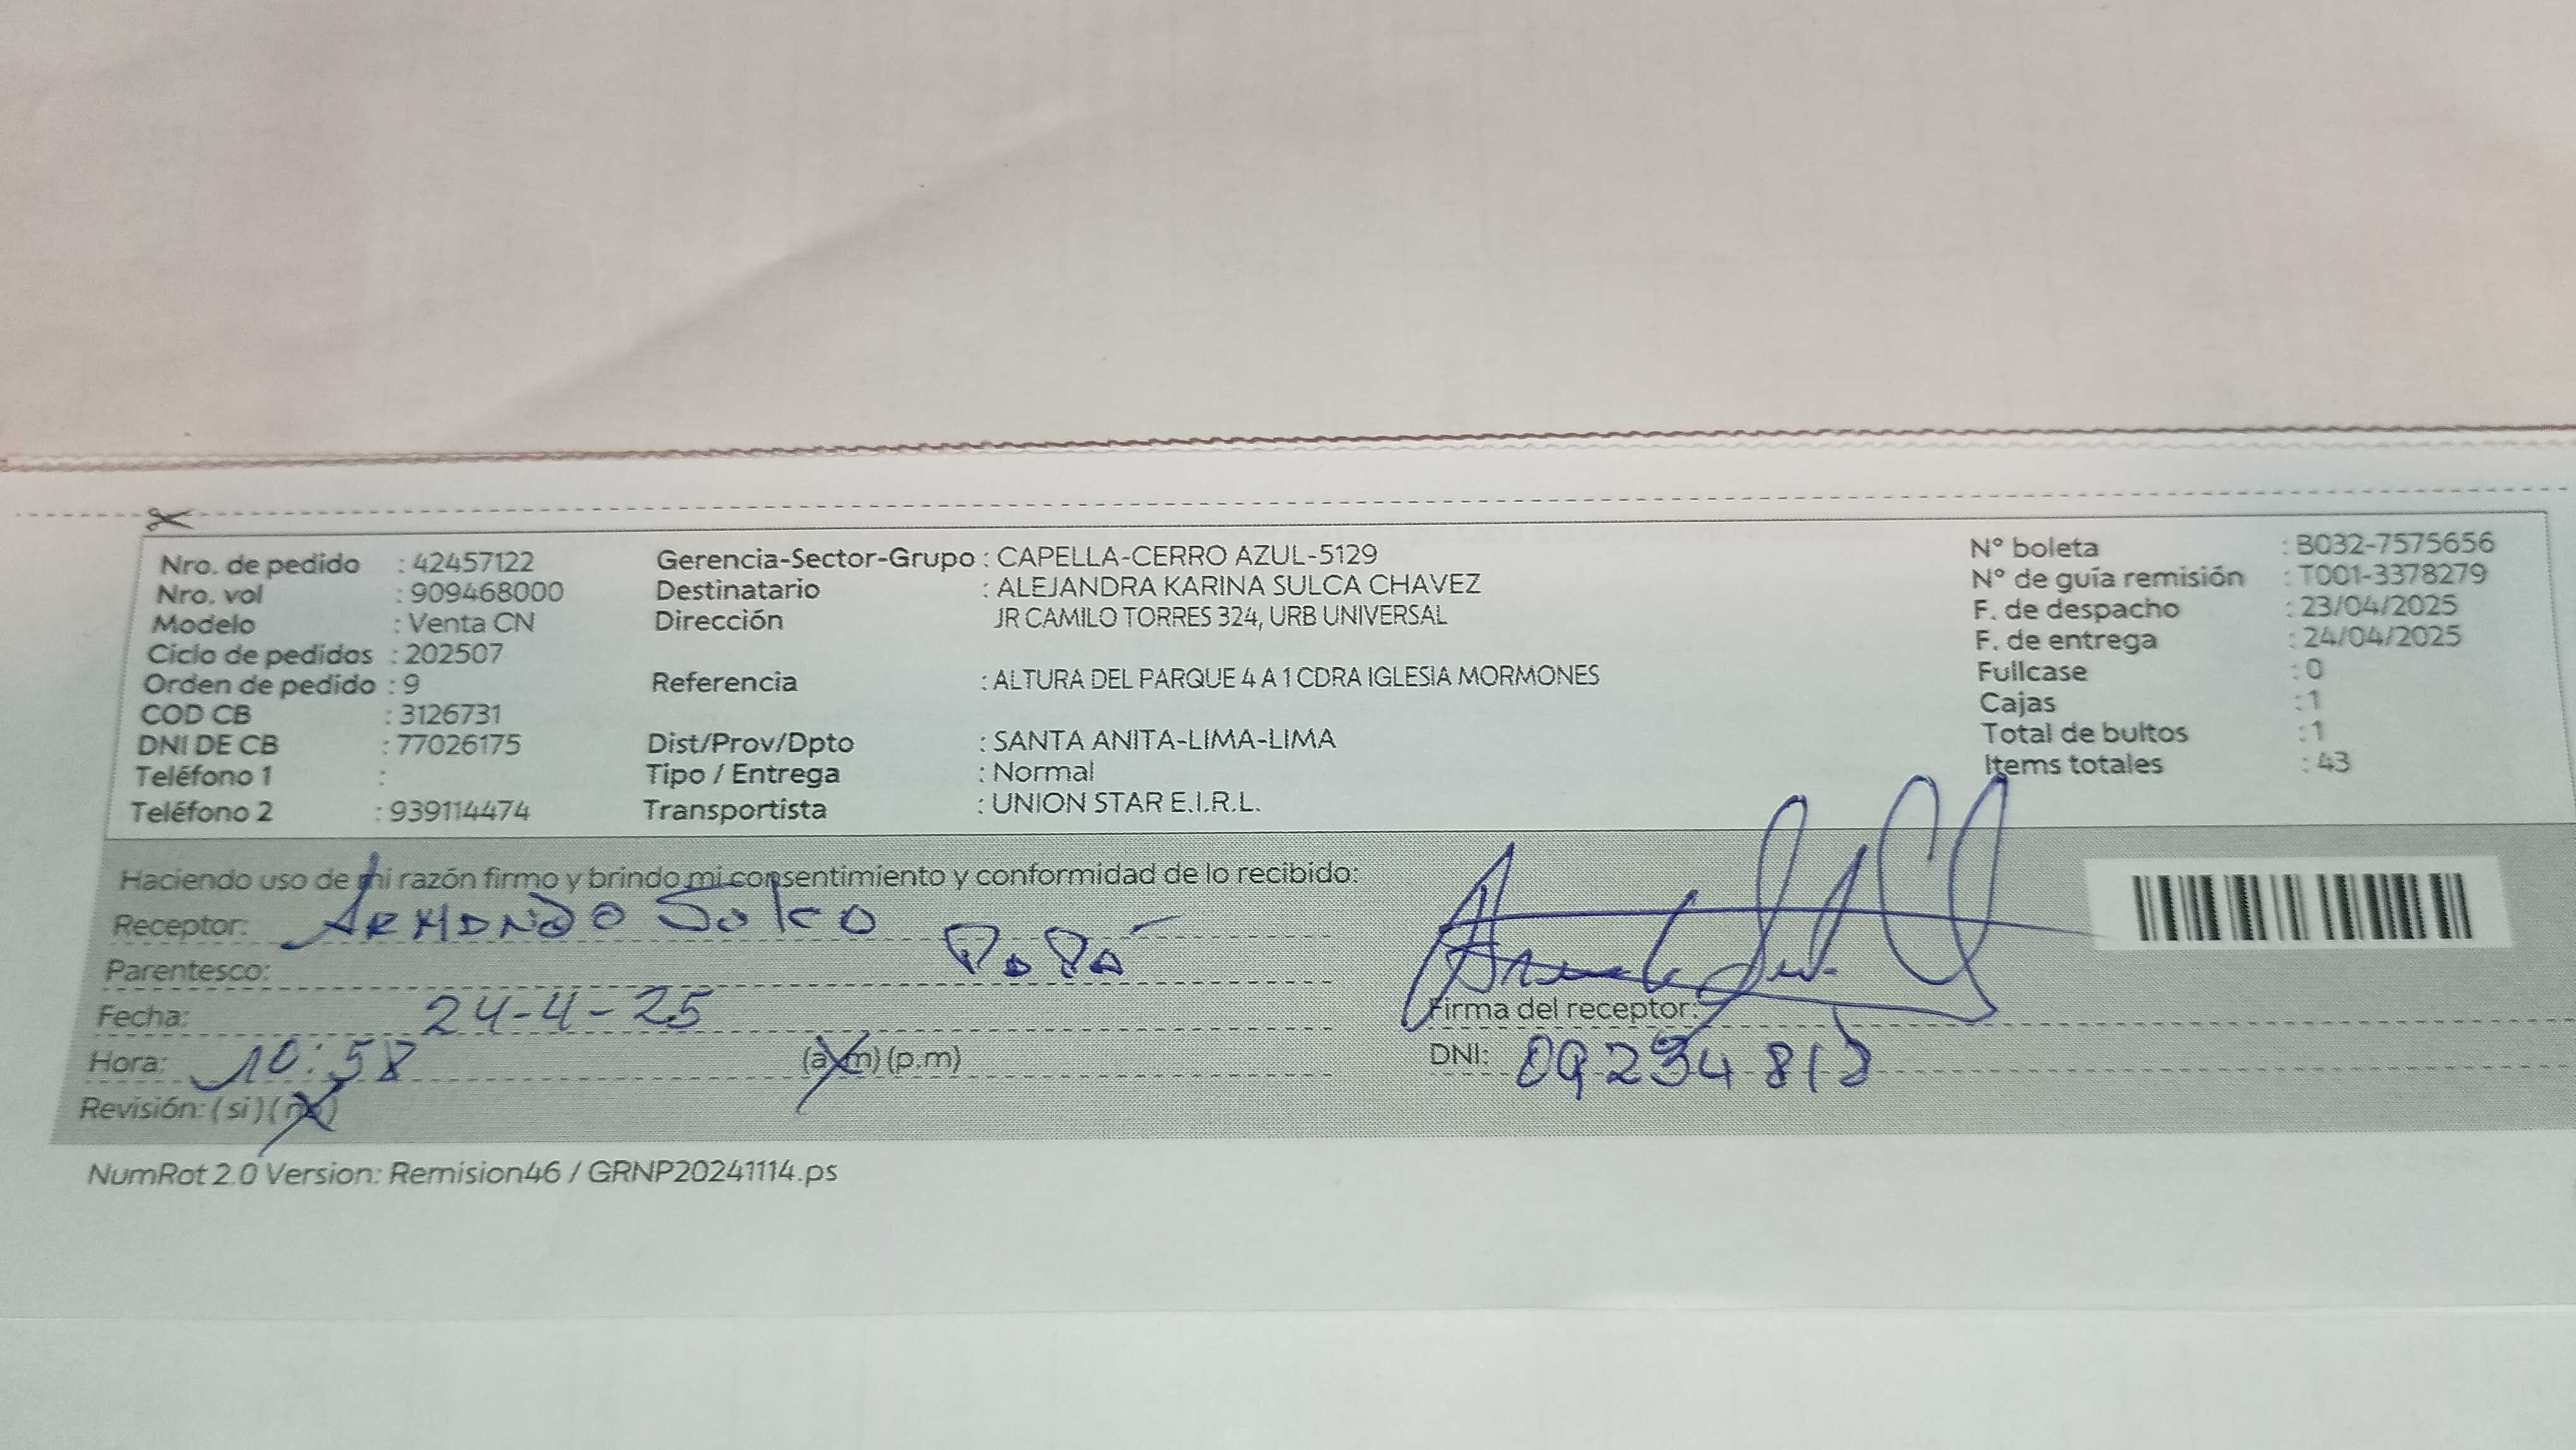 Nro. de pedido : 42457122 Gerencia-Sector-Grupo : CAPELLA-CERRO AZUL-5129 N° boleta : B032-7575656
Nro. vol : 909468000 Destinatario : ALEJANDRA KARINA SULCA CHAVEZ N° de guía remisión : T001-3378279
Modelo : Venta CN Dirección JR CAMILO TORRES 324, URB UNIVERSAL F. de despacho : 23/04/2025
Ciclo de pedidos : 202507 F. de entrega : 24/04/2025
Orden de pedido : 9 Referencia : ALTURA DEL PARQUE 4 A 1 CDRA IGLESIA MORMONES Fullcase : 0
COD CB : 3126731 Cajas : 1
DNI DE CB : 77026175 Dist/Prov/Dpto : SANTA ANITA-LIMA-LIMA Total de bultos : 1
Teléfono 1 : Tipo / Entrega : Normal Items totales : 43
Teléfono 2 : 939114474 Transportista : UNION STAR E.I.R.L.
Haciendo uso de mi razón firmo y brindo mi consentimiento y conformidad de lo recibido:
Receptor: ARMANDO Sulca
Parentesco: PaPá
Fecha: 24-4-25 Firma del receptor:
Hora: 10:58 (a.m) (p.m) DNI:
Revisión: (si) (no)
NumRot 2.0 Version: Remision46 / GRNP20241114.ps